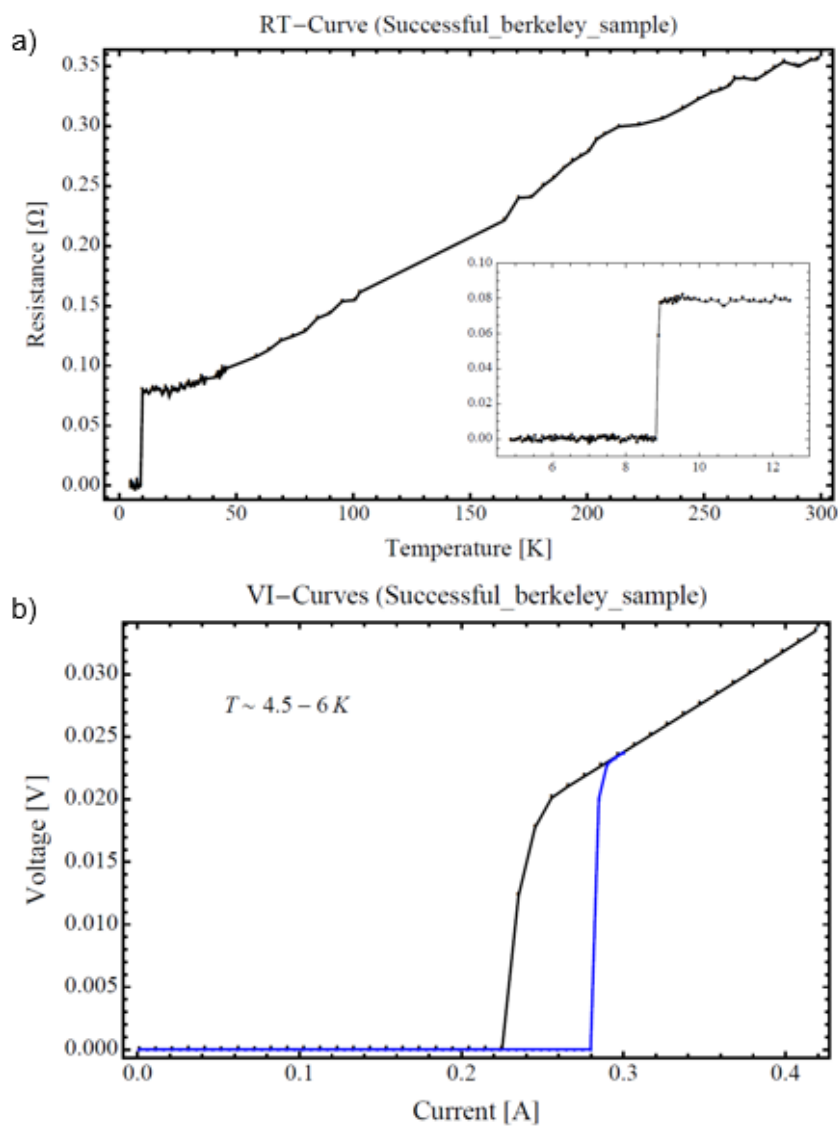 a)
RT−Curve (Successful_berkeley_sample)
0.35
0.30
0.25
0.20
0.15
0.10
0.05
0.00
Resistance [Ω]
0.10
0.08
0.06
0.04
0.02
0.00
6 8 10 12
0 50 100 150 200 250 300
Temperature [K]
b)
VI−Curves (Successful_berkeley_sample)
T ~ 4.5 − 6 K
0.030
0.025
0.020
0.015
0.010
0.005
0.000
Voltage [V]
0.0 0.1 0.2 0.3 0.4
Current [A]